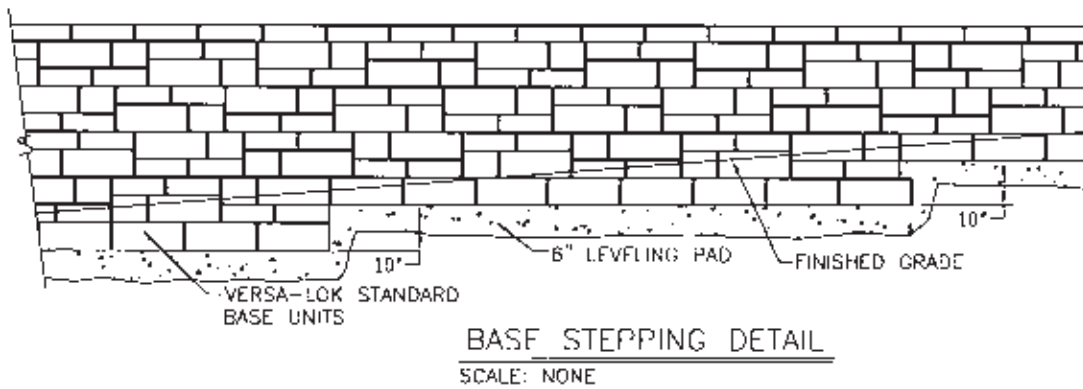 10"
6" LEVELING PAD
FINISHED GRADE
10"
VERSA-LOK STANDARD
BASE UNITS
BASE STEPPING DETAIL
SCALE: NONE